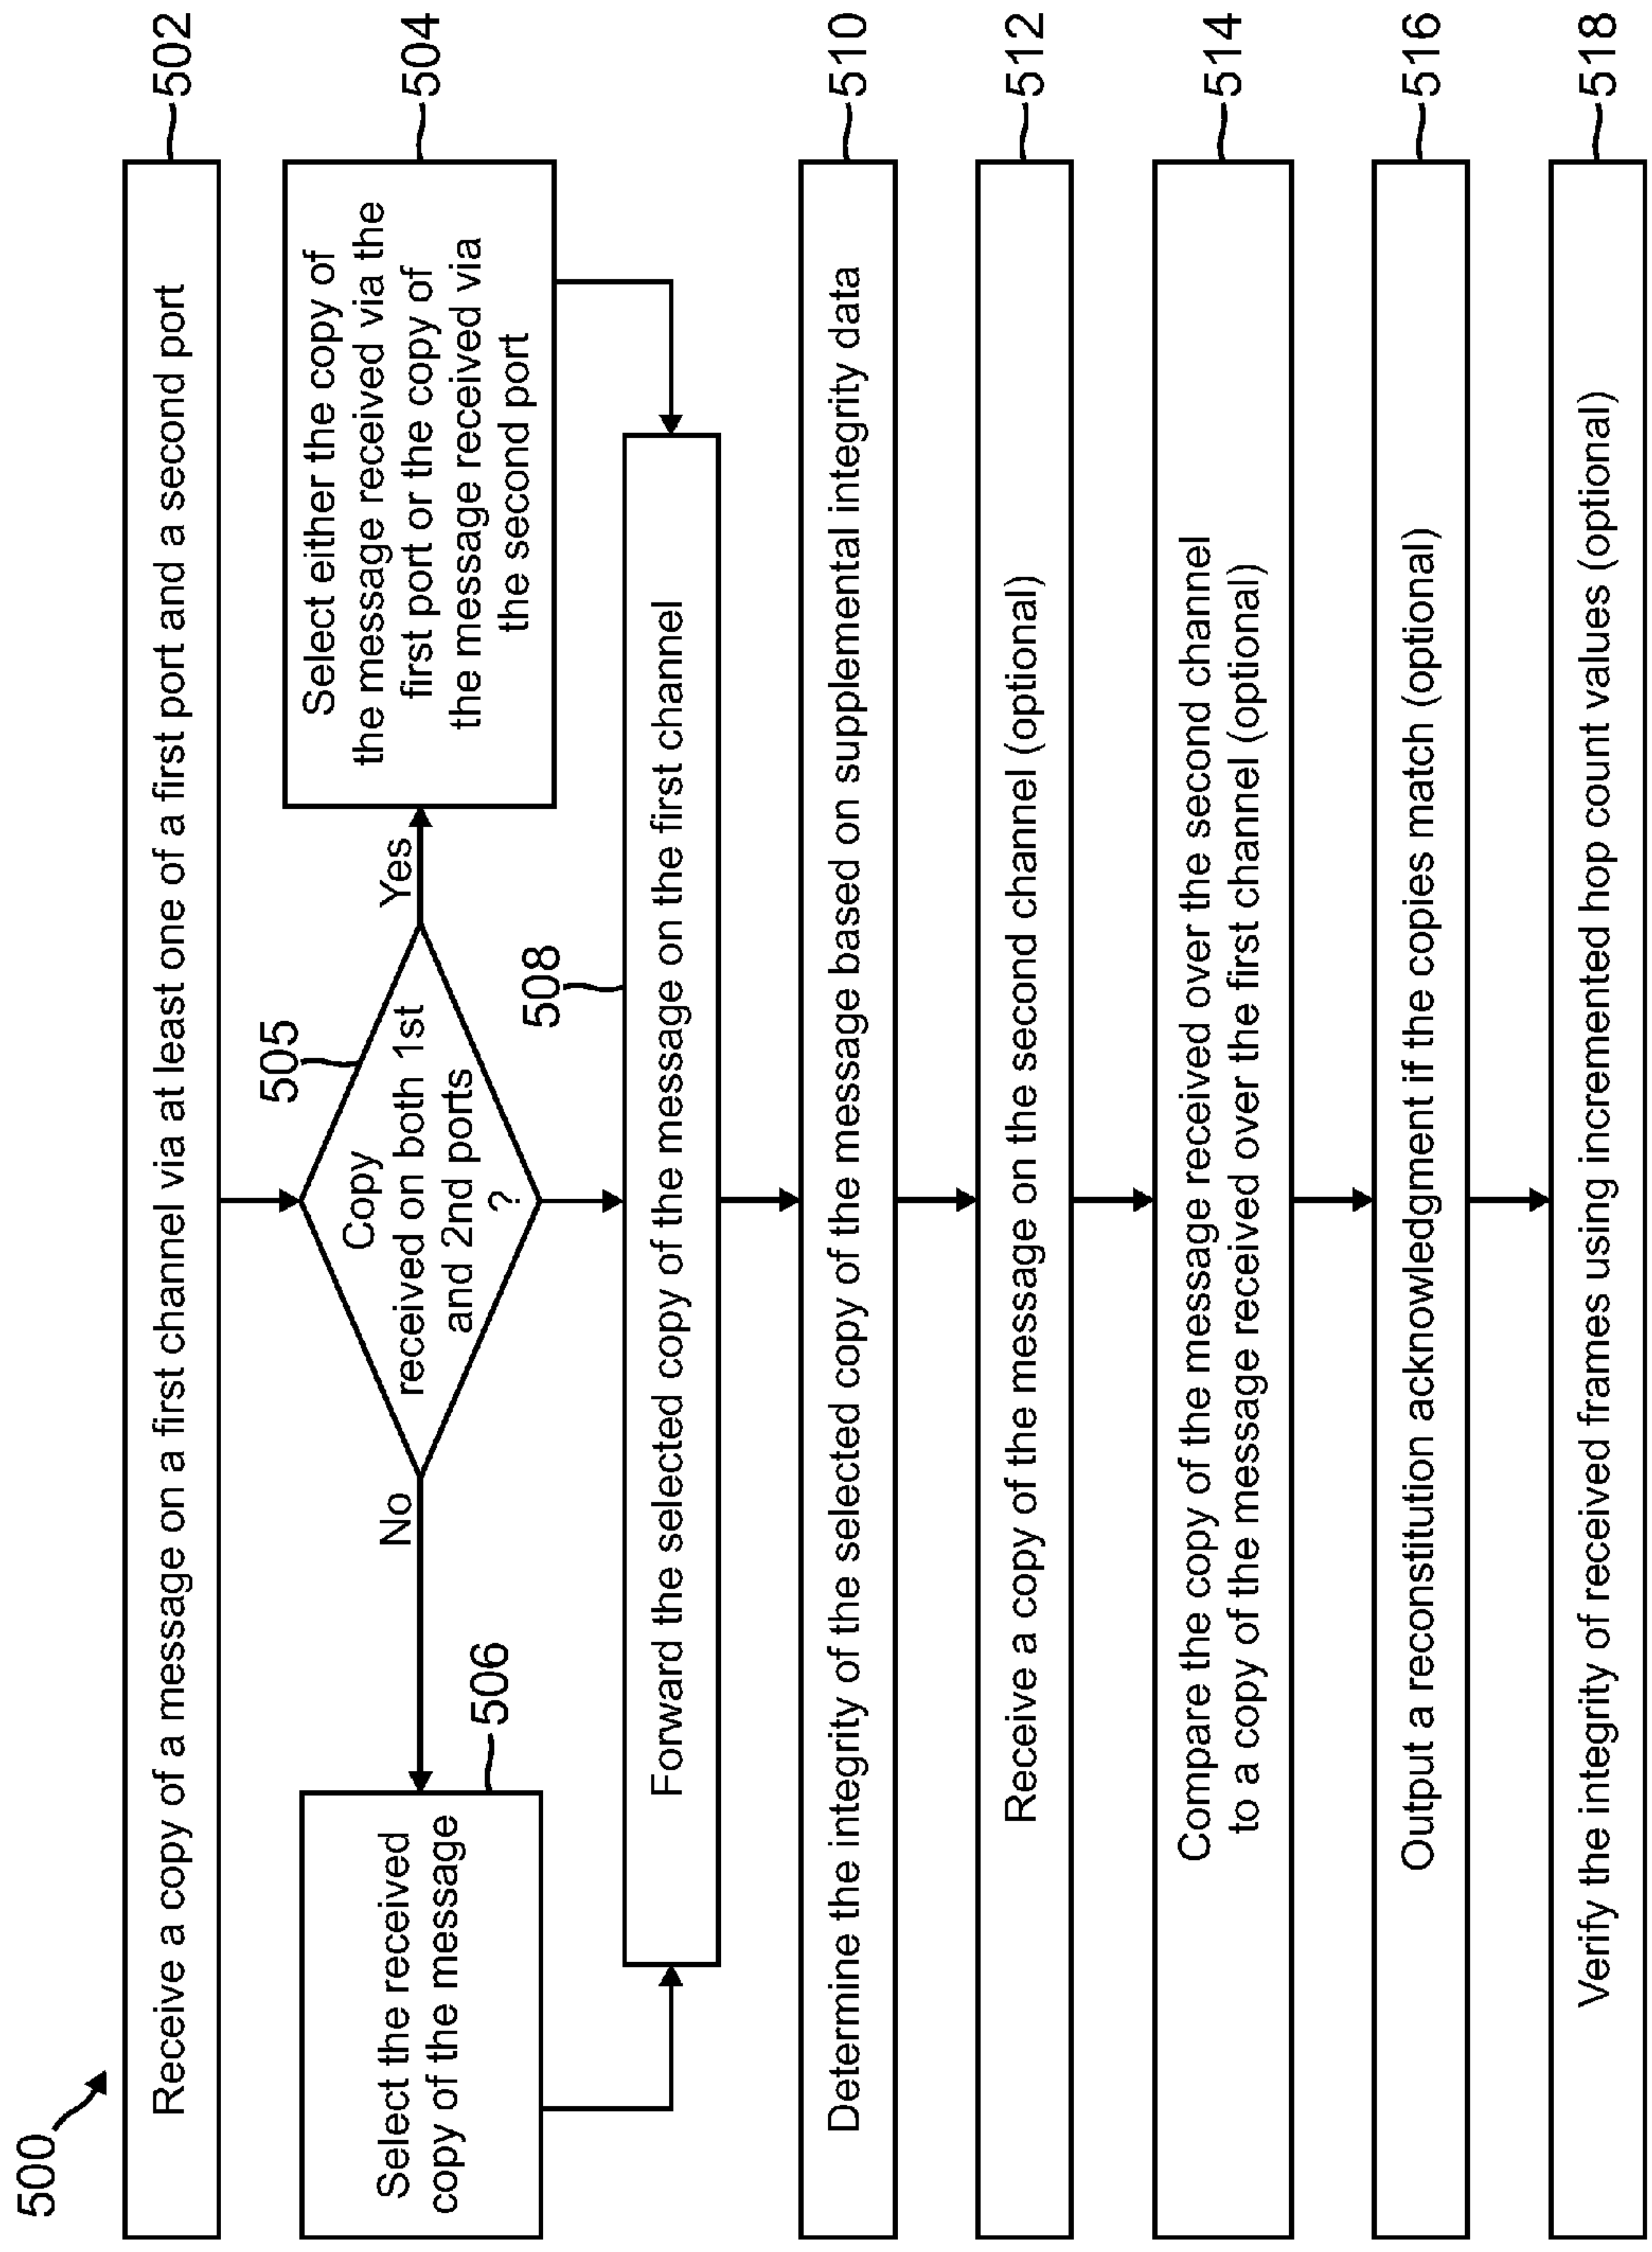 500
Receive a copy of a message on a first channel via at least one of a first port and a second port
502
505
Copy
received on both 1st
and 2nd ports
?
No
Yes
Select the received
copy of the message
506
Select either the copy of
the message received via the
first port or the copy of
the message received via
the second port
504
508
Forward the selected copy of the message on the first channel
Determine the integrity of the selected copy of the message based on supplemental integrity data
510
Receive a copy of the message on the second channel (optional)
512
Compare the copy of the message received over the second channel
to a copy of the message received over the first channel (optional)
514
Output a reconstitution acknowledgment if the copies match (optional)
516
Verify the integrity of received frames using incremented hop count values (optional)
518